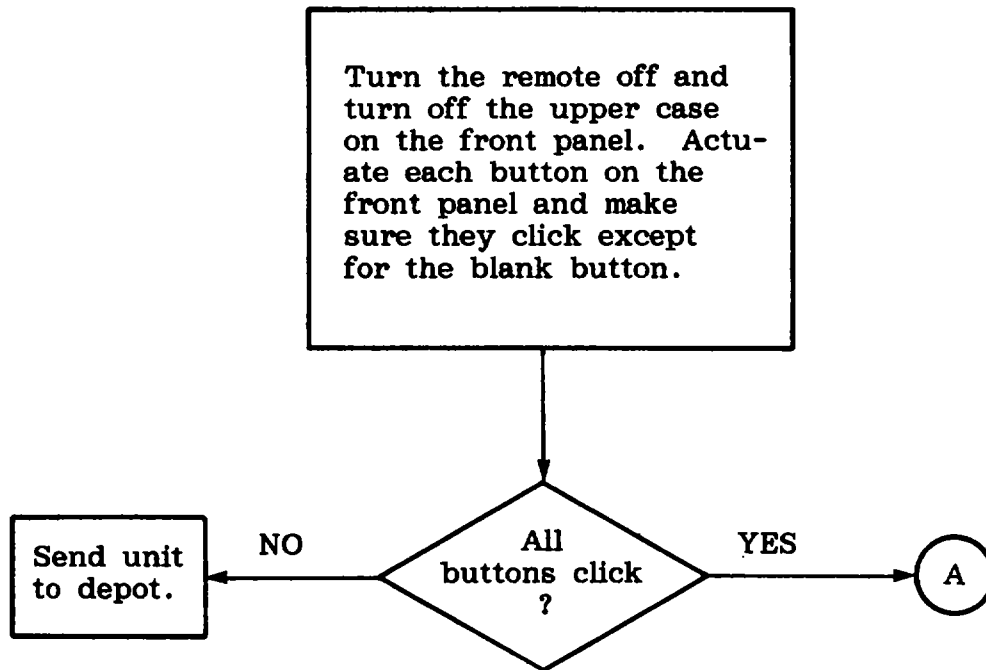 Turn the remote off and
turn off the upper case
on the front panel. Actu-
ate each button on the
front panel and make
sure they click except
for the blank button.
NO
YES
Send unit
to depot.
All
buttons click
?
A